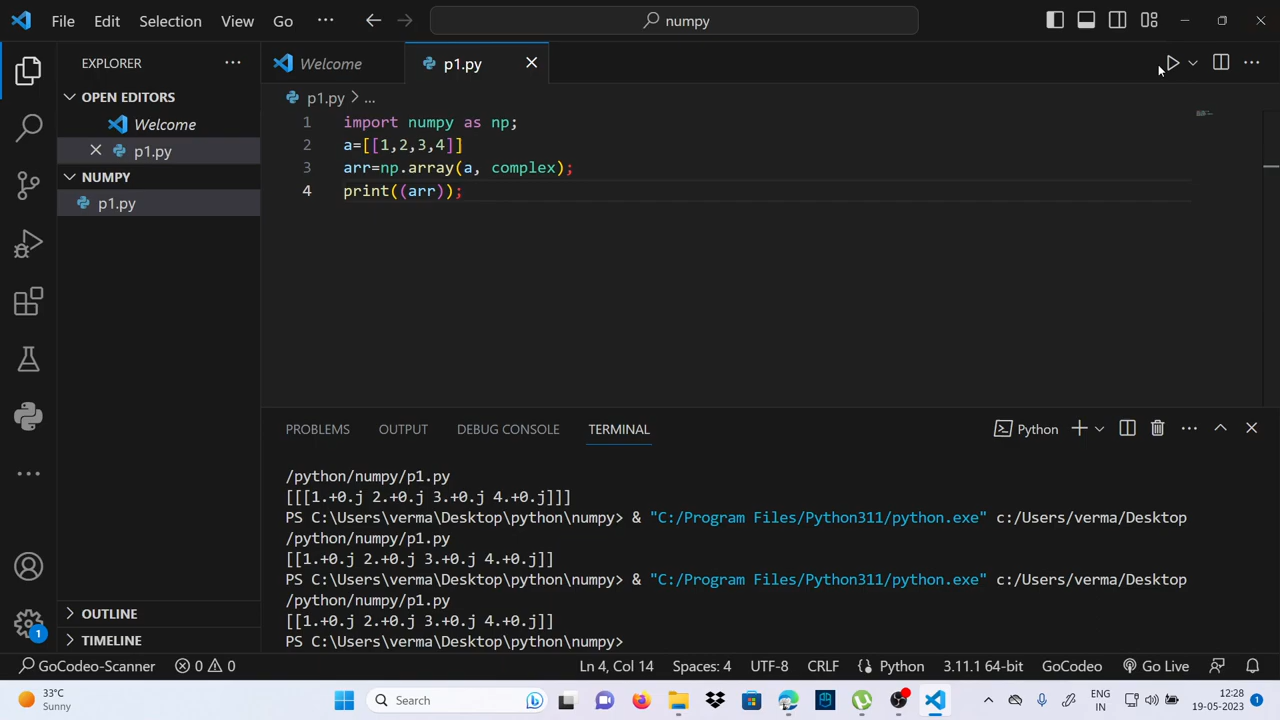 File Edit Selection View Go ··· numpy
EXPLORER ···
Welcome p1.py
OPEN EDITORS
Welcome
p1.py
NUMPY
p1.py
OUTLINE
TIMELINE
p1.py > ...
1 import numpy as np;
2 a=[[1,2,3,4]]
3 arr=np.array(a, complex);
4 print((arr));
PROBLEMS OUTPUT DEBUG CONSOLE TERMINAL Python
/python/numpy/p1.py
[[[1.+0.j 2.+0.j 3.+0.j 4.+0.j]]]
PS C:\Users\verma\Desktop\python\numpy> & "C:/Program Files/Python311/python.exe" c:/Users/verma/Desktop
/python/numpy/p1.py
[[1.+0.j 2.+0.j 3.+0.j 4.+0.j]]
PS C:\Users\verma\Desktop\python\numpy> & "C:/Program Files/Python311/python.exe" c:/Users/verma/Desktop
/python/numpy/p1.py
[[1.+0.j 2.+0.j 3.+0.j 4.+0.j]]
PS C:\Users\verma\Desktop\python\numpy>
1
GoCodeo-Scanner 0 0 Ln 4, Col 14 Spaces: 4 UTF-8 CRLF Python 3.11.1 64-bit GoCodeo Go Live
33°C
Sunny
Search
ENG
IN
12:28
19-05-2023
1